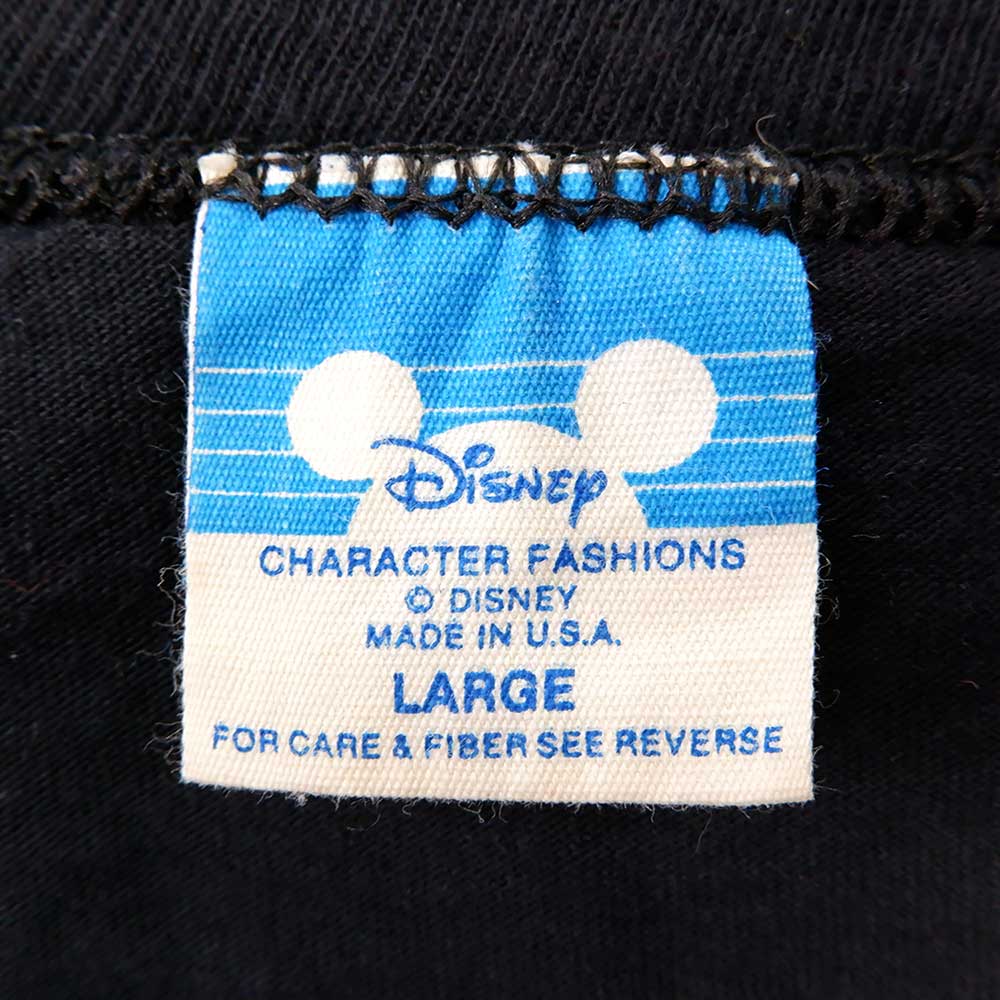 Disney
CHARACTER FASHIONS
© DISNEY
MADE IN U.S.A.
LARGE
FOR CARE & FIBER SEE REVERSE